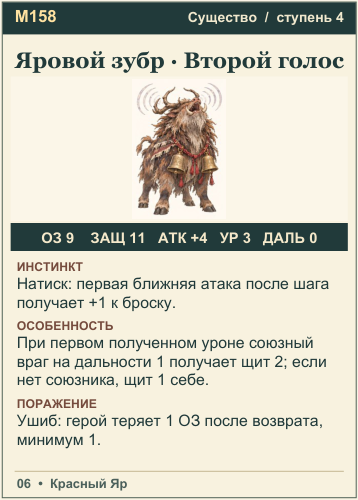 M158
Существо / ступень 4
Яровой зубр · Второй голос
ОЗ 9 ЗАЩ 11 АТК +4 УР 3 ДАЛЬ 0
ИНСТИНКТ
Натиск: первая ближняя атака после шага
получает +1 к броску.
ОСОБЕННОСТЬ
При первом полученном уроне союзный
враг на дальности 1 получает щит 2; если
нет союзника, щит 1 себе.
ПОРАЖЕНИЕ
Ушиб: герой теряет 1 ОЗ после возврата,
минимум 1.
06 • Красный Яр